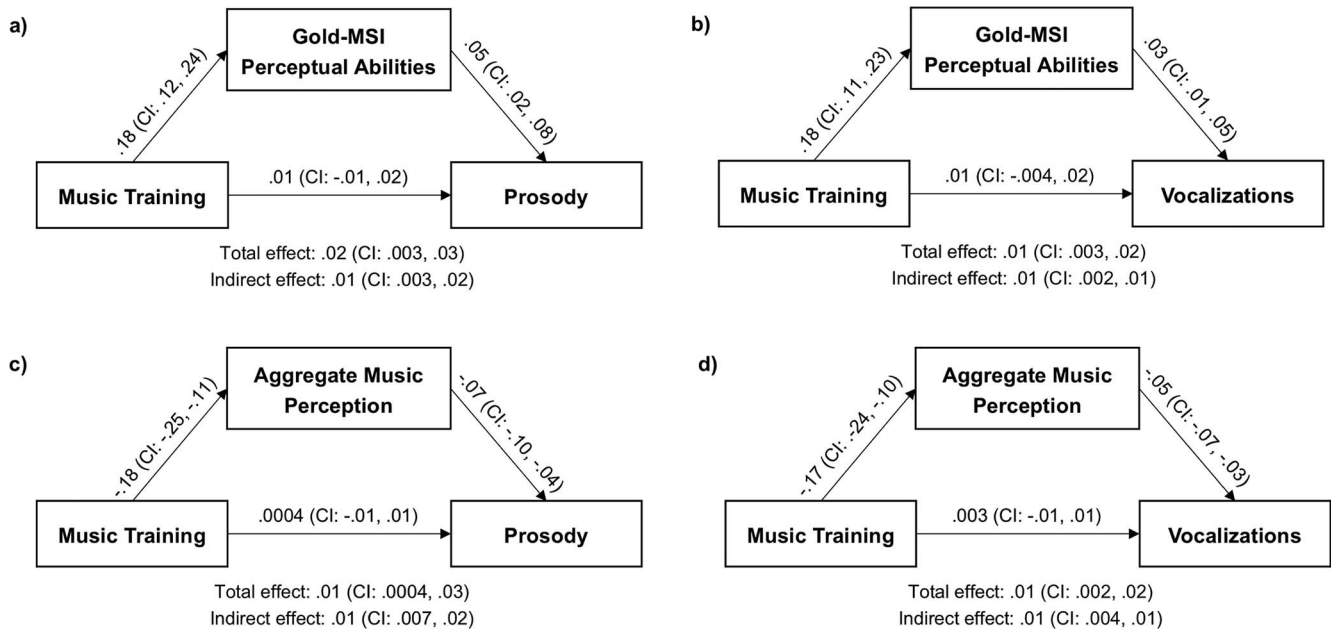 a)
Gold-MSI
Perceptual Abilities
.18 (CI: .12, .24)
.05 (CI: .02, .08)
Music Training
.01 (CI: -.01, .02)
Prosody
Total effect: .02 (CI: .003, .03)
Indirect effect: .01 (CI: .003, .02)
b)
Gold-MSI
Perceptual Abilities
.18 (CI: .11, .23)
.03 (CI: .01, .05)
Music Training
.01 (CI: -.004, .02)
Vocalizations
Total effect: .01 (CI: .003, .02)
Indirect effect: .01 (CI: .002, .01)
c)
Aggregate Music
Perception
-.18 (CI: -.25, -.11)
-.07 (CI: -.10, -.04)
Music Training
.0004 (CI: -.01, .01)
Prosody
Total effect: .01 (CI: .0004, .03)
Indirect effect: .01 (CI: .007, .02)
d)
Aggregate Music
Perception
-.17 (CI: -.24, -.10)
-.05 (CI: -.07, -.03)
Music Training
.003 (CI: -.01, .01)
Vocalizations
Total effect: .01 (CI: .002, .02)
Indirect effect: .01 (CI: .004, .01)